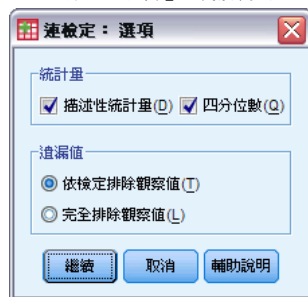 連檢定： 選項
統計量
描述性統計量(D) 四分位數(Q)
遺漏值
依檢定排除觀察值(T)
完全排除觀察值(L)
繼續 取消 輔助說明